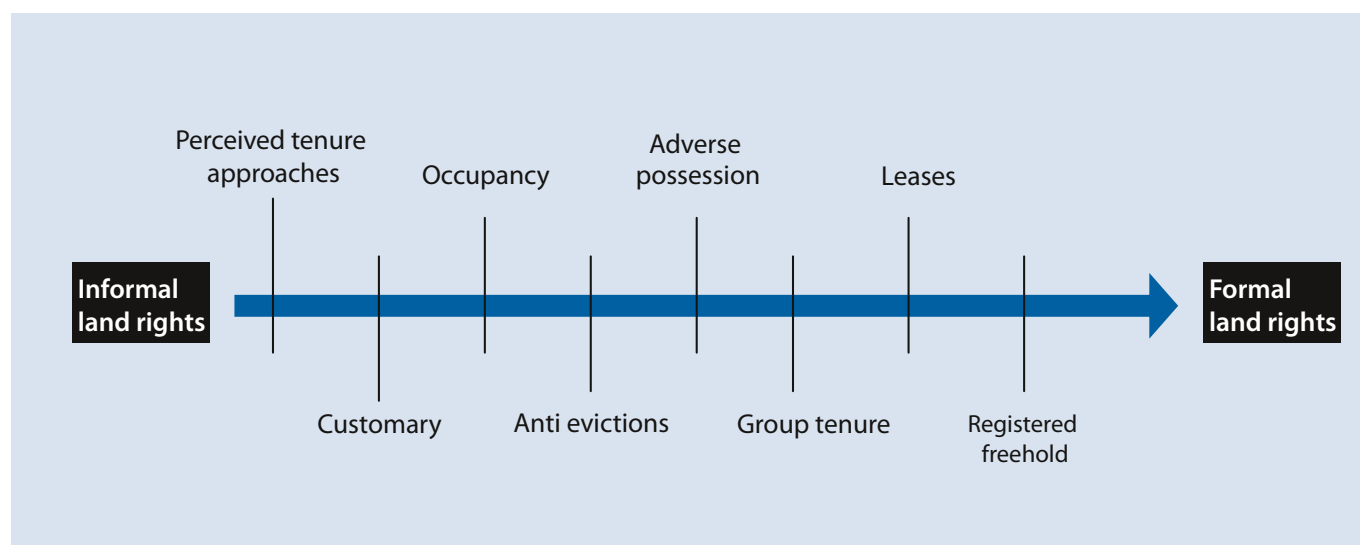 Perceived tenure
approaches
Occupancy
Adverse
possession
Leases
Informal
land rights
Formal
land rights
Customary
Anti evictions
Group tenure
Registered
freehold